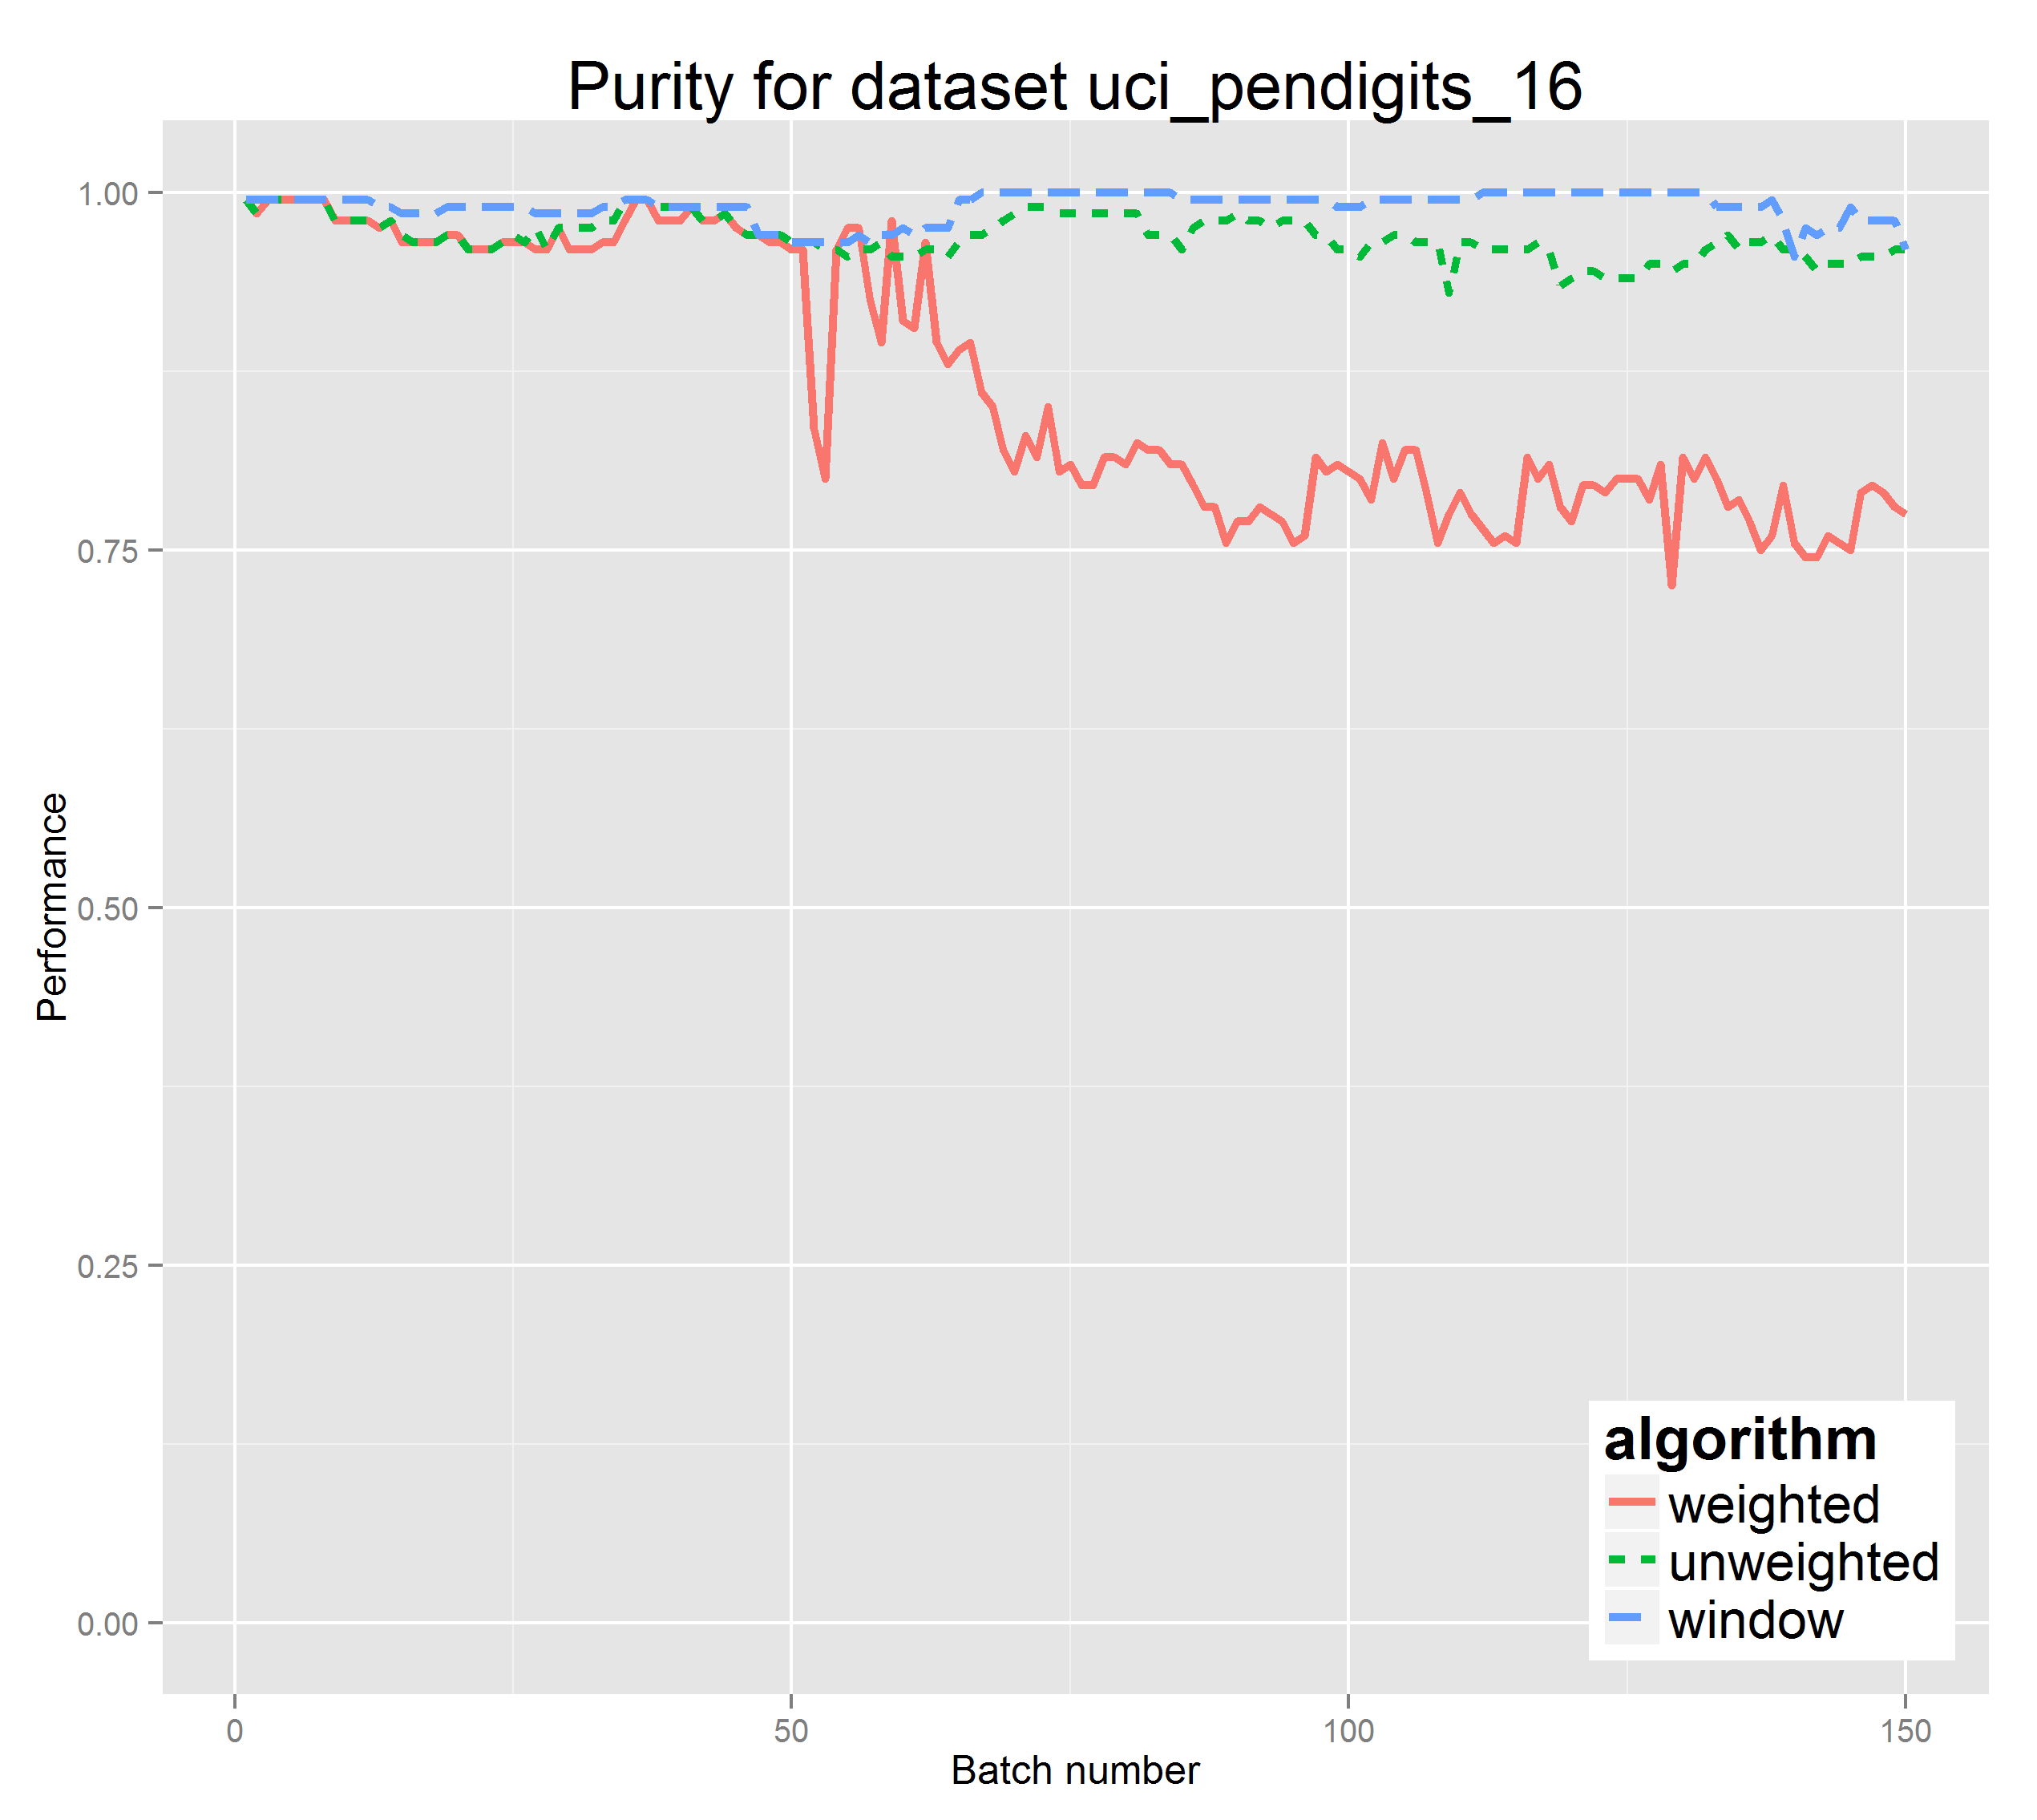 Purity for dataset uci_pendigits_16
Performance
1.00
0.75
0.50
0.25
0.00
0 50 100 150
Batch number
algorithm
weighted
unweighted
window